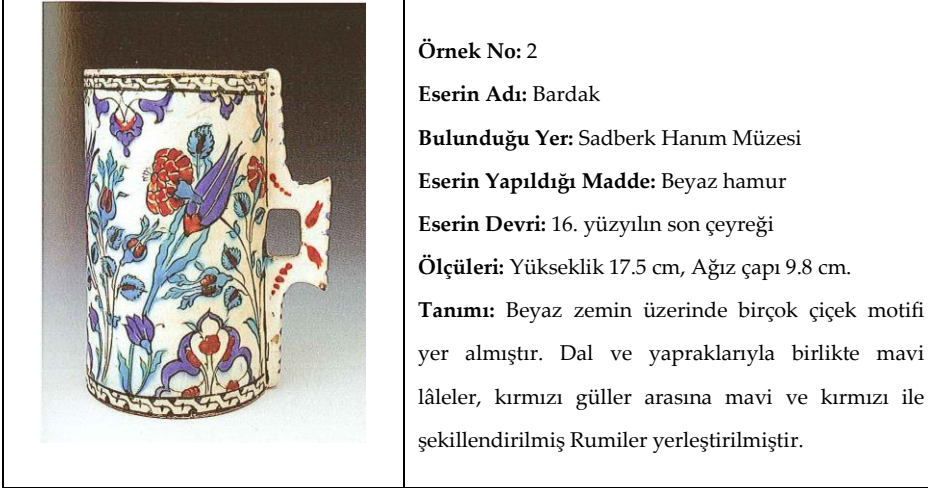 Örnek No: 2
Eserin Adı: Bardak
Bulunduğu Yer: Sadberk Hanım Müzesi
Eserin Yapıldığı Madde: Beyaz hamur
Eserin Devri: 16. yüzyılın son çeyreği
Ölçüleri: Yükseklik 17.5 cm, Ağız çapı 9.8 cm.
Tanımı: Beyaz zemin üzerinde birçok çiçek motifi
yer almıştır. Dal ve yapraklarıyla birlikte mavi
lâleler, kırmızı güller arasına mavi ve kırmızı ile
şekillendirilmiş Rumiler yerleştirilmiştir.